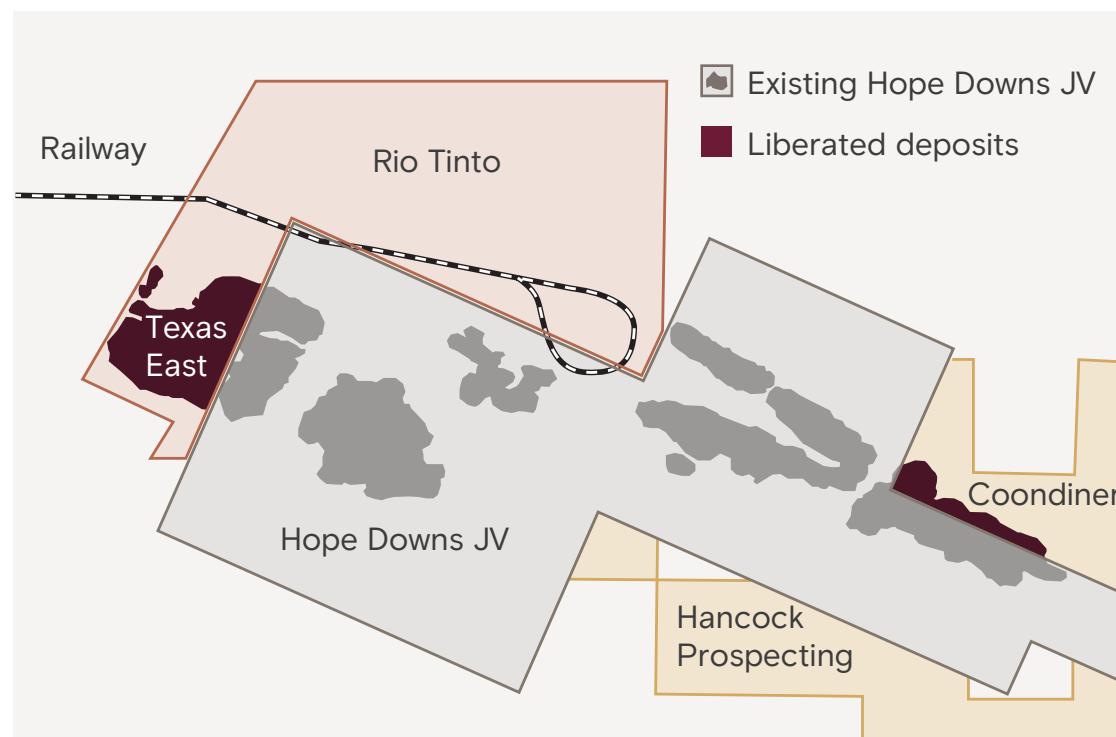 Existing Hope Downs JV
Railway
Liberated deposits
Rio Tinto
Texas
East
Coondiner
Hope Downs JV
Hancock
Prospecting